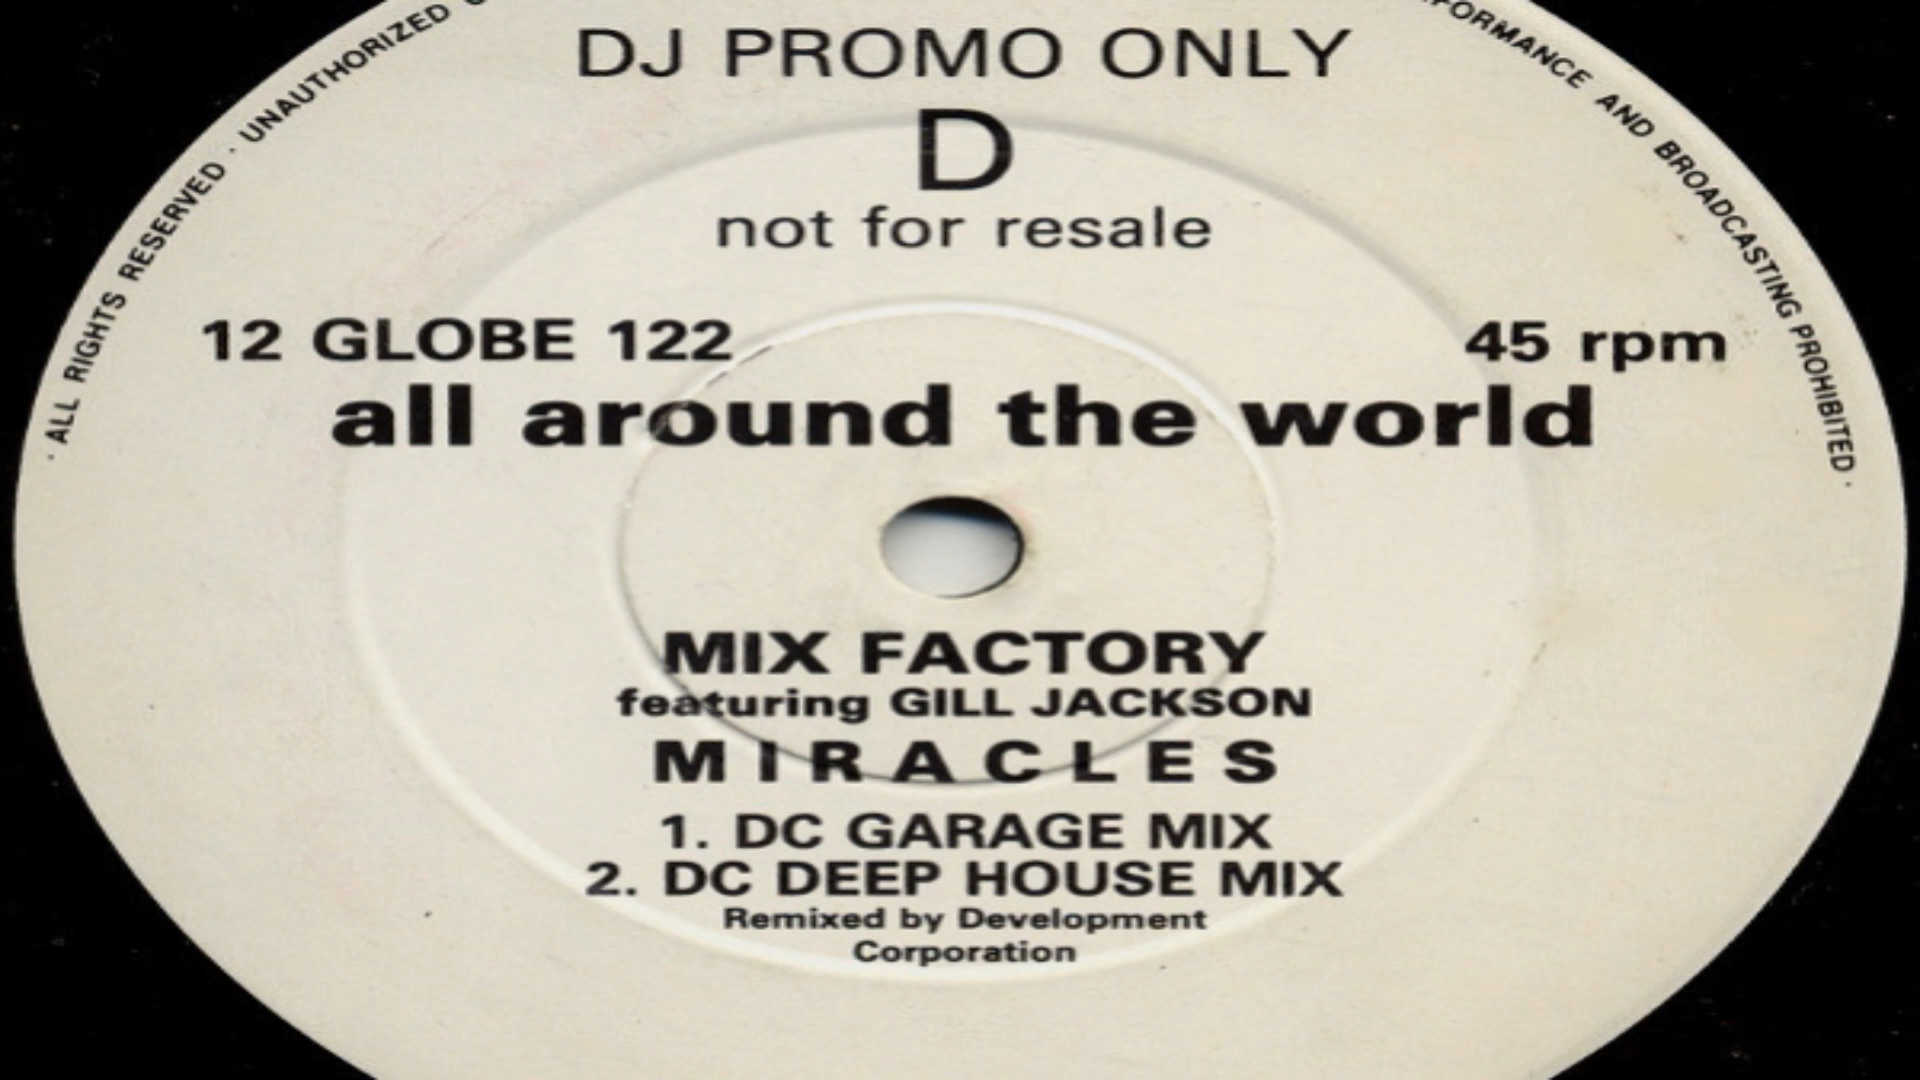 · ALL RIGHTS RESERVED · UNAUTHORIZED
AND BROADCASTING PROHIBITED ·
DJ PROMO ONLY
D
not for resale
12 GLOBE 122
45 rpm
all around the world
MIX FACTORY
featuring GILL JACKSON
MIRACLES
1. DC GARAGE MIX
2. DC DEEP HOUSE MIX
Remixed by Development
Corporation